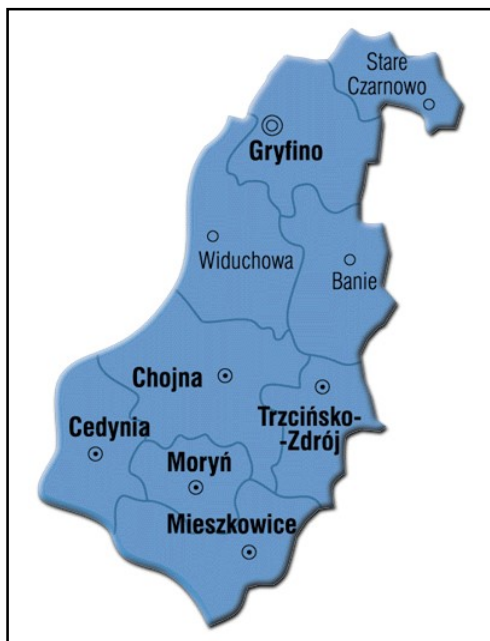 Stare
Czarnowo
Gryfino
Widuchowa
Banie
Chojna
Trzcińsko-
-Zdrój
Cedynia
Moryń
Mieszkowice